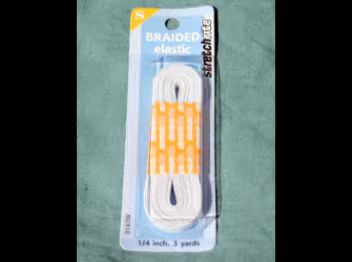 S
BRAIDED
elastic
stretchrite
1/4 inch, 3 yards